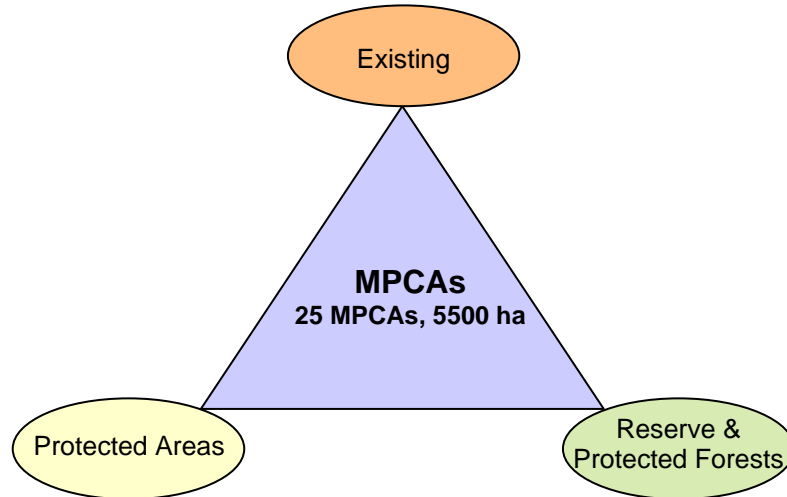 Existing
MPCAs
25 MPCAs, 5500 ha
Protected Areas
Reserve &
Protected Forests